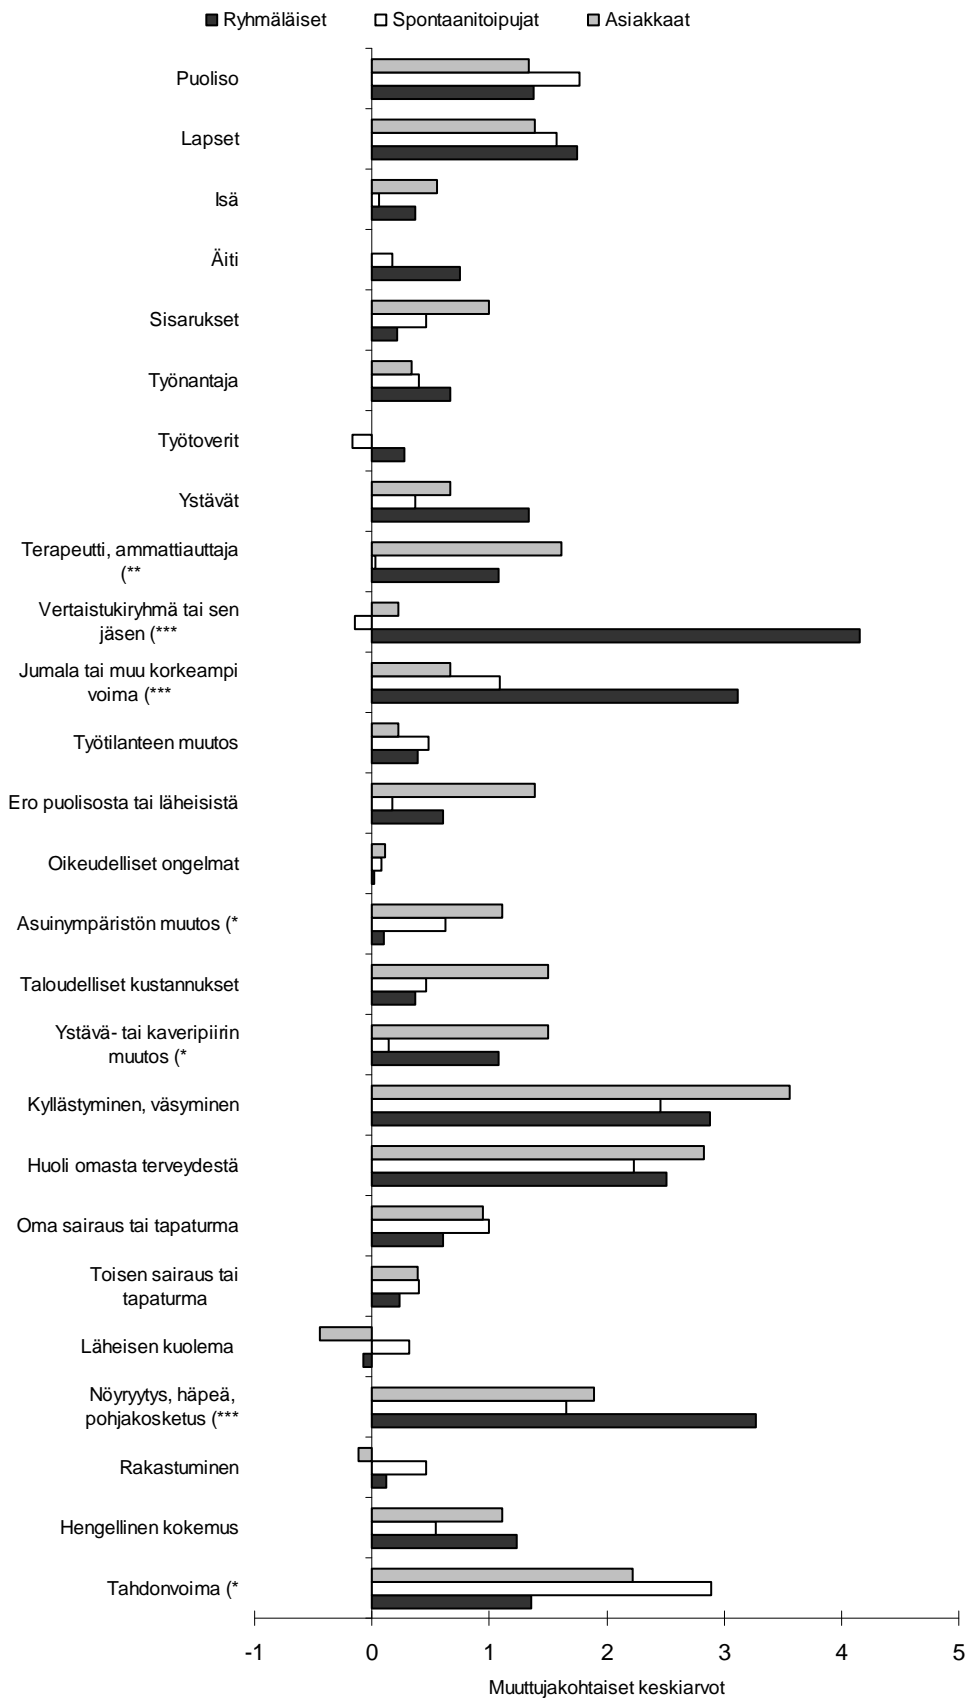 Ryhmäläiset Spontaanitoipujat Asiakkaat
Puoliso
Lapset
Isä
Äiti
Sisarukset
Työnantaja
Työtoverit
Ystävät
Terapeutti, ammattiauttaja
(**
Vertaistukiryhmä tai sen
jäsen (***
Jumala tai muu korkeampi
voima (***
Työtilanteen muutos
Ero puolisosta tai läheisistä
Oikeudelliset ongelmat
Asuinympäristön muutos (*
Taloudelliset kustannukset
Ystävä- tai kaveripiirin
muutos (*
Kyllästyminen, väsyminen
Huoli omasta terveydestä
Oma sairaus tai tapaturma
Toisen sairaus tai
tapaturma
Läheisen kuolema
Nöyryytys, häpeä,
pohjakosketus (***
Rakastuminen
Hengellinen kokemus
Tahdonvoima (*
-1 0 1 2 3 4 5
Muuttujakohtaiset keskiarvot